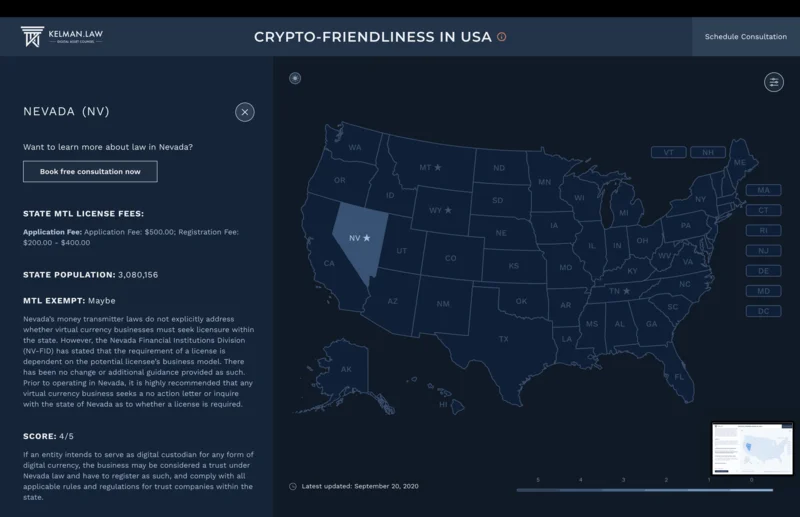 KELMAN.LAW
DIGITAL ASSET COUNSEL
CRYPTO-FRIENDLINESS IN USA
Schedule Consultation
NEVADA (NV)
Want to learn more about law in Nevada?
Book free consultation now
STATE MTL LICENSE FEES:
Application Fee: Application Fee: $500.00; Registration Fee:
$200.00 - $400.00
STATE POPULATION: 3,080,156
MTL EXEMPT: Maybe
Nevada's money transmitter laws do not explicitly address
whether virtual currency businesses must seek licensure within
the state. However, the Nevada Financial Institutions Division
(NV-FID) has stated that the requirement of a license is
dependent on the potential licensee's business model. There
has been no change or additional guidance provided as such.
Prior to operating in Nevada, it is highly recommended that any
virtual currency business seeks a no action letter or inquire
with the state of Nevada as to whether a license is required.
SCORE: 4/5
If an entity intends to serve as digital custodian for any form of
digital currency, the business may be considered a trust under
Nevada law and have to register as such, and comply with all
applicable rules and regulations for trust companies within the
state.
WA
MT
ND
MN
VT
NH
ME
OR
ID
WY
SD
WI
MI
NY
MA
CT
RI
NJ
DE
MD
DC
NV
UT
CO
NE
IA
IL
IN
OH
PA
WV
VA
CA
KS
MO
KY
NC
AZ
NM
OK
AR
TN
SC
TX
LA
MS
AL
GA
FL
AK
HI
Latest updated: September 20, 2020
5
4
3
2
1
0